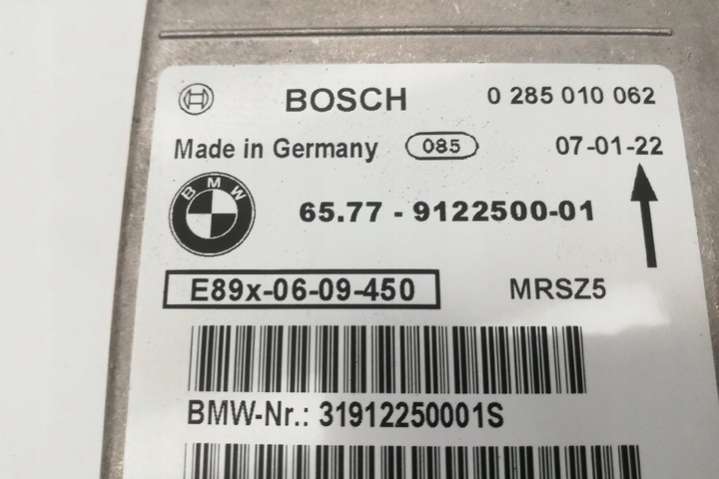 BOSCH 0 285 010 062
Made in Germany 085 07-01-22
BMW
65.77 - 9122500-01
E89x-06-09-450 MRSZ5
BMW-Nr.: 31912250001S